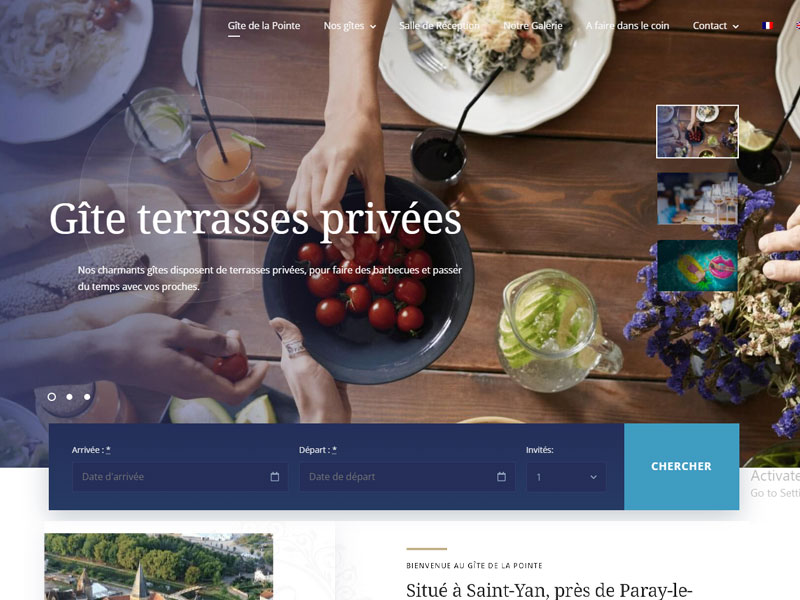 Gîte de la Pointe Nos gîtes Salle de Réception Notre Galerie A faire dans le coin Contact
Gîte terrasses privées
Nos charmants gîtes disposent de terrasses privées, pour faire des barbecues et passer
du temps avec vos proches.
Arrivée : * Départ : * Invités:
Date d'arrivée Date de départ 1 CHERCHER
Activate
Go to Setti
BIENVENUE AU GÎTE DE LA POINTE
Situé à Saint-Yan, près de Paray-le-